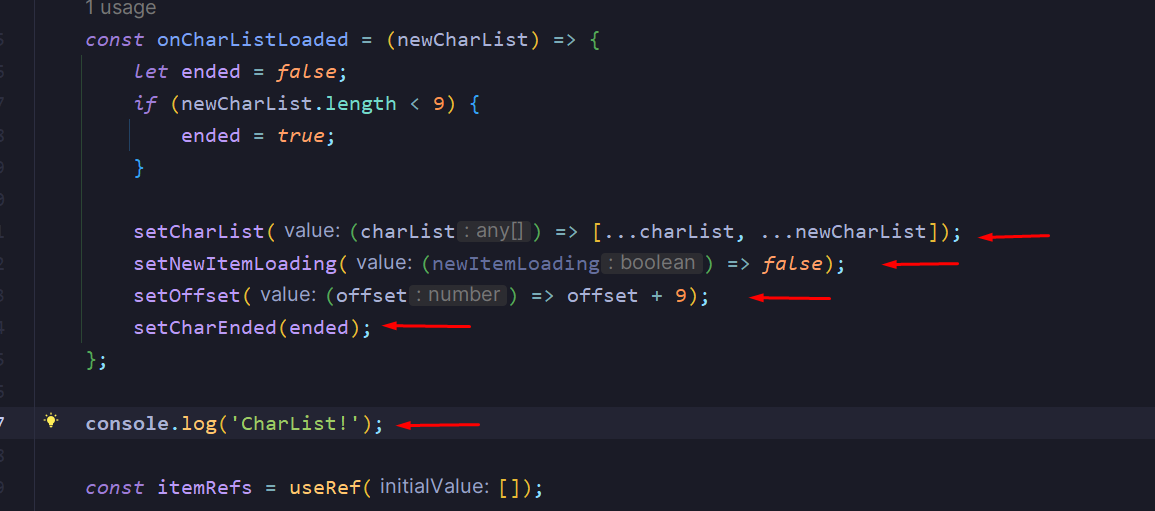 1 usage
const onCharListLoaded = (newCharList) => {
let ended = false;
if (newCharList.length < 9) {
ended = true;
}
setCharList( value: (charList : any[] ) => [...charList, ...newCharList]);
setNewItemLoading( value: (newItemLoading : boolean ) => false);
setOffset( value: (offset : number ) => offset + 9);
setCharEnded(ended);
};
console.log('CharList!');
const itemRefs = useRef( initialValue: []);